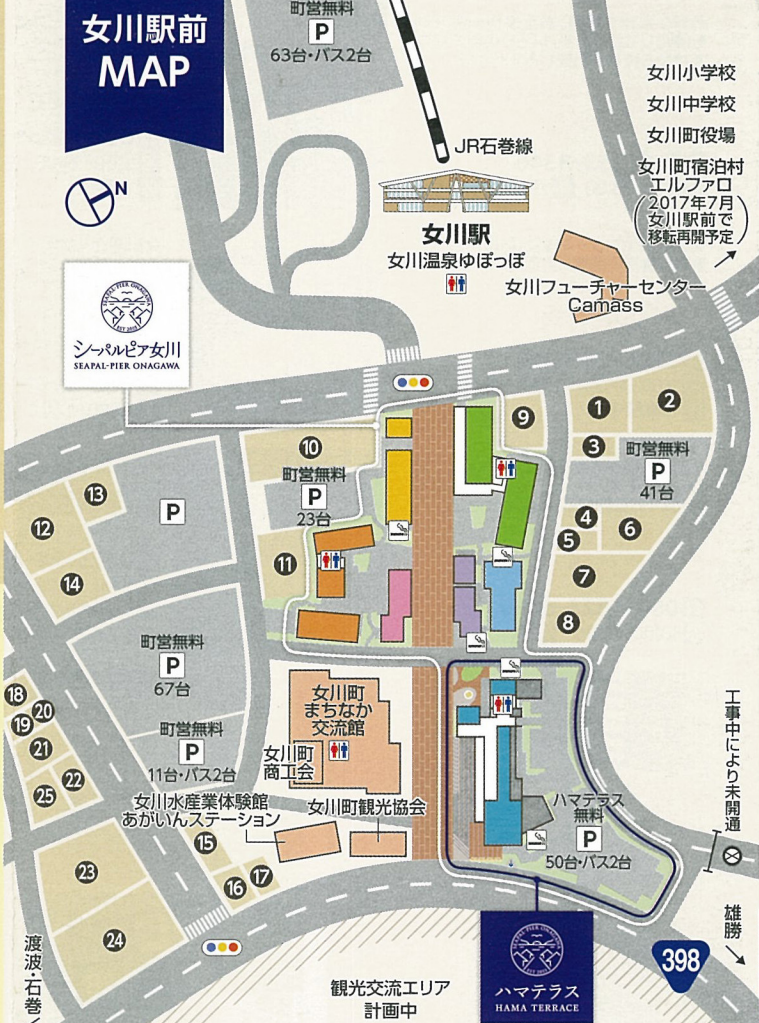 女川駅前
MAP
町営無料
P
63台・バス2台
女川小学校
女川中学校
女川町役場
女川町宿泊村
エルファロ
(2017年7月
女川駅前で
移転再開予定)
JR石巻線
N
女川駅
女川温泉ゆぽっぽ
女川フューチャーセンター
Camass
SEAPAL-PIER ONAGAWA
EST 2015
シーパルピア女川
SEAPAL-PIER ONAGAWA
1
2
3
町営無料
P
41台
4
5
6
7
8
9
10
町営無料
P
23台
11
12
13
14
P
町営無料
P
67台
町営無料
P
11台・バス2台
18
19
20
21
22
25
女川町
まちなか
交流館
女川町
商工会
女川水産業体験館
あがいんステーション
女川町観光協会
15
16
17
23
24
ハマテラス
無料
P
50台・バス2台
工事中により未開通
雄勝
398
渡波・石巻
観光交流エリア
計画中
SEAPAL-PIER ONAGAWA
EST 2015
ハマテラス
HAMA TERRACE